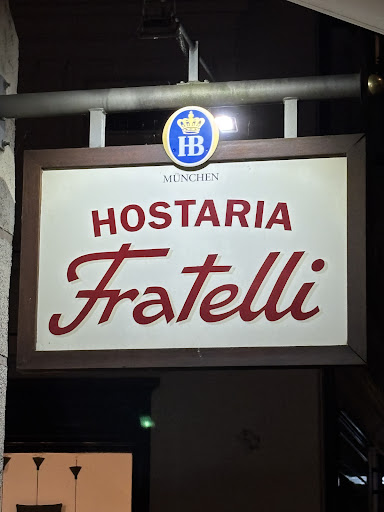 HB
MÜNCHEN
HOSTARIA
Fratelli